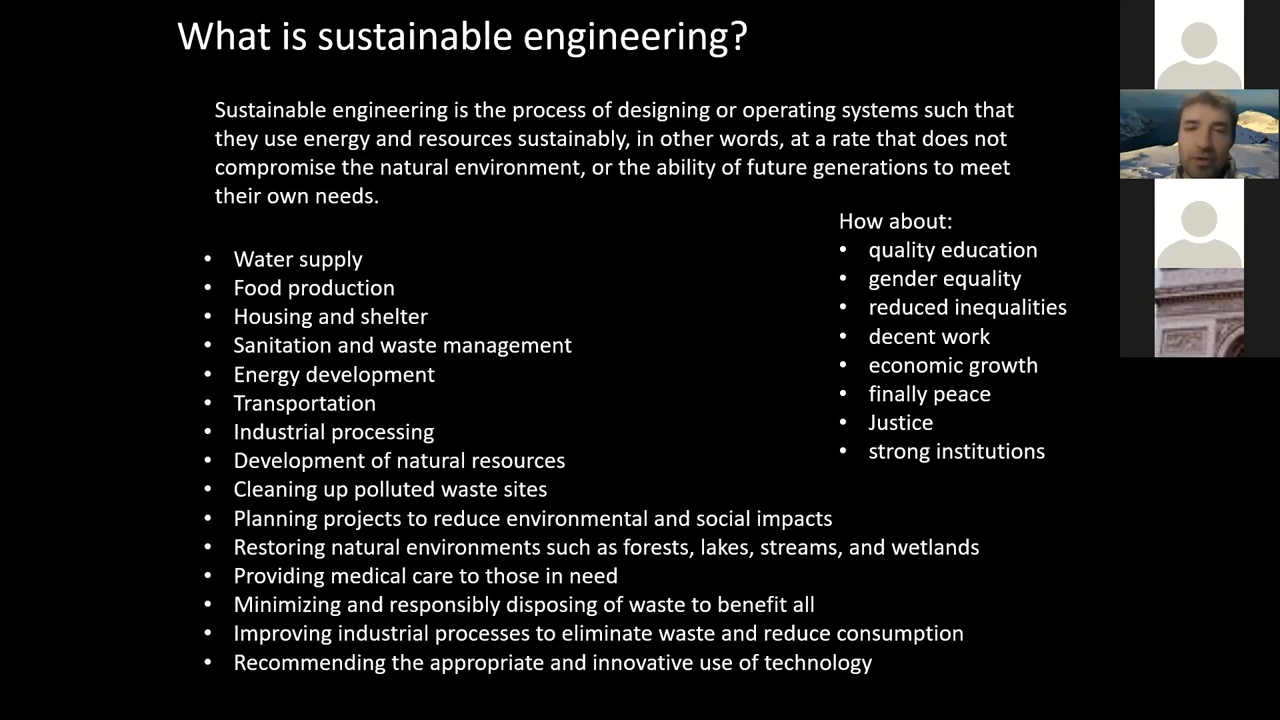 What is sustainable engineering?
Sustainable engineering is the process of designing or operating systems such that
they use energy and resources sustainably, in other words, at a rate that does not
compromise the natural environment, or the ability of future generations to meet
their own needs.
• Water supply
• Food production
• Housing and shelter
• Sanitation and waste management
• Energy development
• Transportation
• Industrial processing
• Development of natural resources
• Cleaning up polluted waste sites
• Planning projects to reduce environmental and social impacts
• Restoring natural environments such as forests, lakes, streams, and wetlands
• Providing medical care to those in need
• Minimizing and responsibly disposing of waste to benefit all
• Improving industrial processes to eliminate waste and reduce consumption
• Recommending the appropriate and innovative use of technology
How about:
• quality education
• gender equality
• reduced inequalities
• decent work
• economic growth
• finally peace
• Justice
• strong institutions